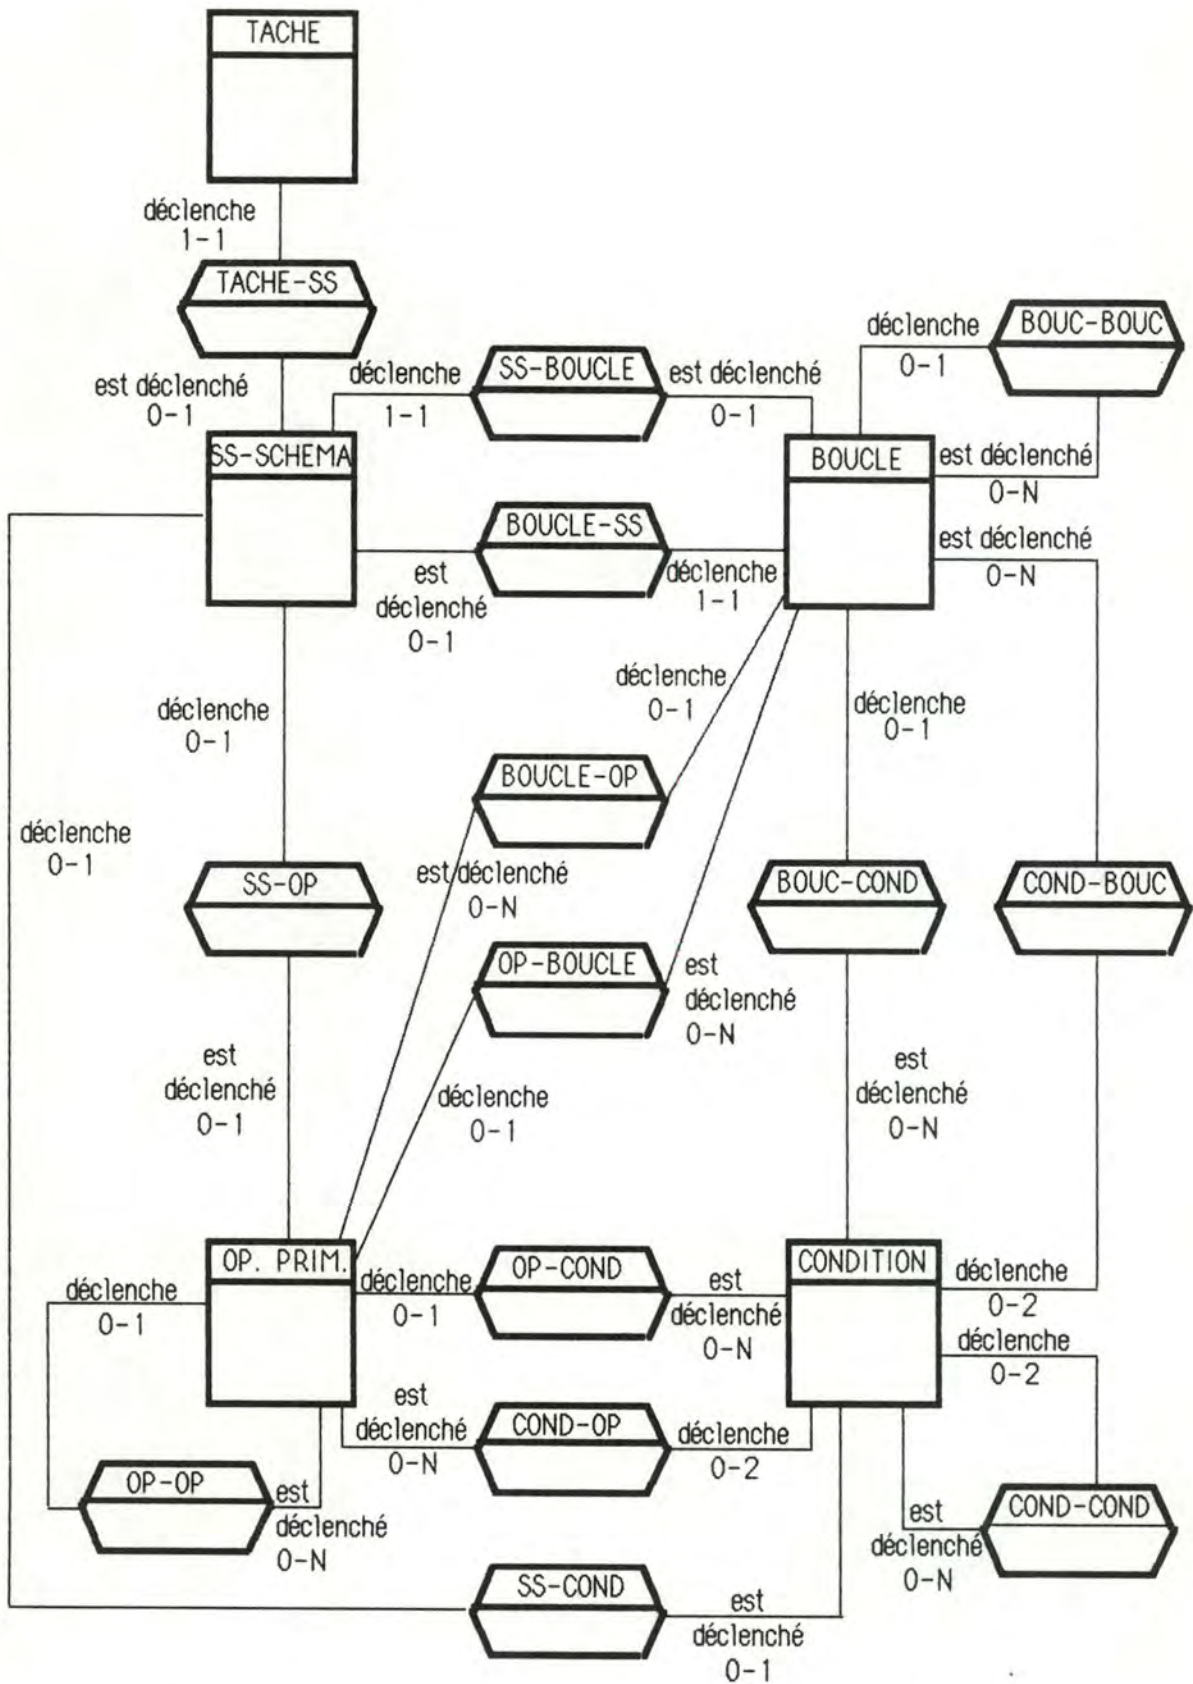 TACHE
déclenche
1-1
TACHE-SS
est déclenché
0-1
déclenche
1-1
SS-BOUCLE
est déclenché
0-1
déclenche
0-1
BOUC-BOUC
SS-SCHEMA
BOUCLE
est déclenché
0-N
BOUCLE-SS
est
déclenché
0-1
déclenche
1-1
est déclenché
0-N
déclenche
0-1
déclenche
0-1
déclenche
0-1
BOUCLE-OP
déclenche
0-1
SS-OP
est déclenché
0-N
BOUC-COND
COND-BOUC
OP-BOUCLE
est
déclenché
0-N
est
déclenché
0-1
déclenche
0-1
est
déclenché
0-N
OP. PRIM.
déclenche
0-1
OP-COND
est
déclenché
0-N
CONDITION
déclenche
0-2
déclenche
0-1
déclenche
0-2
est
déclenché
0-N
COND-OP
déclenche
0-2
OP-OP
est
déclenché
0-N
est
déclenché
0-N
COND-COND
SS-COND
est
déclenché
0-1